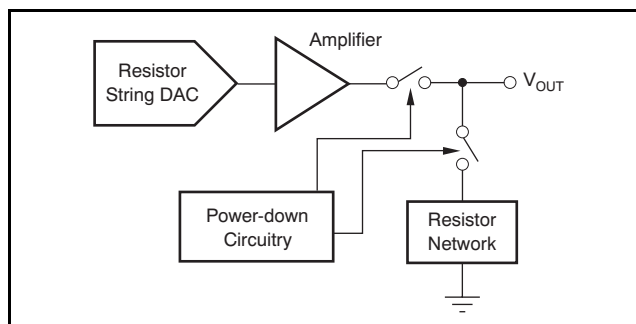 Amplifier
Resistor
String DAC
VOUT
Power-down
Circuitry
Resistor
Network